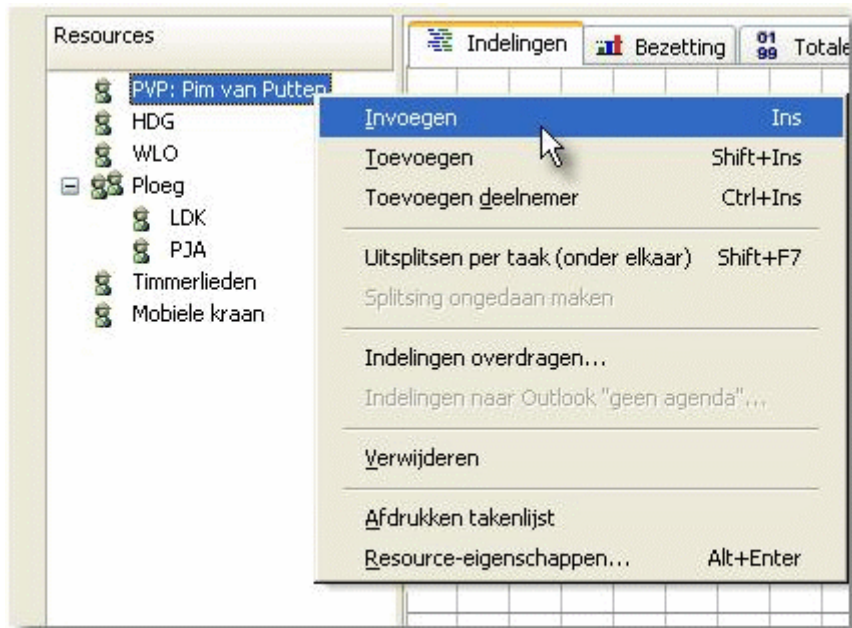 Resources
Indelingen Bezetting 01 99 Totale
PVP: Pim van Putten
HDG
WLO
Ploeg
LDK
PJA
Timmerlieden
Mobiele kraan
Invoegen Ins
Toevoegen Shift+Ins
Toevoegen deelnemer Ctrl+Ins
Uitsplitsen per taak (onder elkaar) Shift+F7
Splitsing ongedaan maken
Indelingen overdragen...
Indelingen naar Outlook "geen agenda"...
Verwijderen
Afdrukken takenlijst
Resource-eigenschappen... Alt+Enter